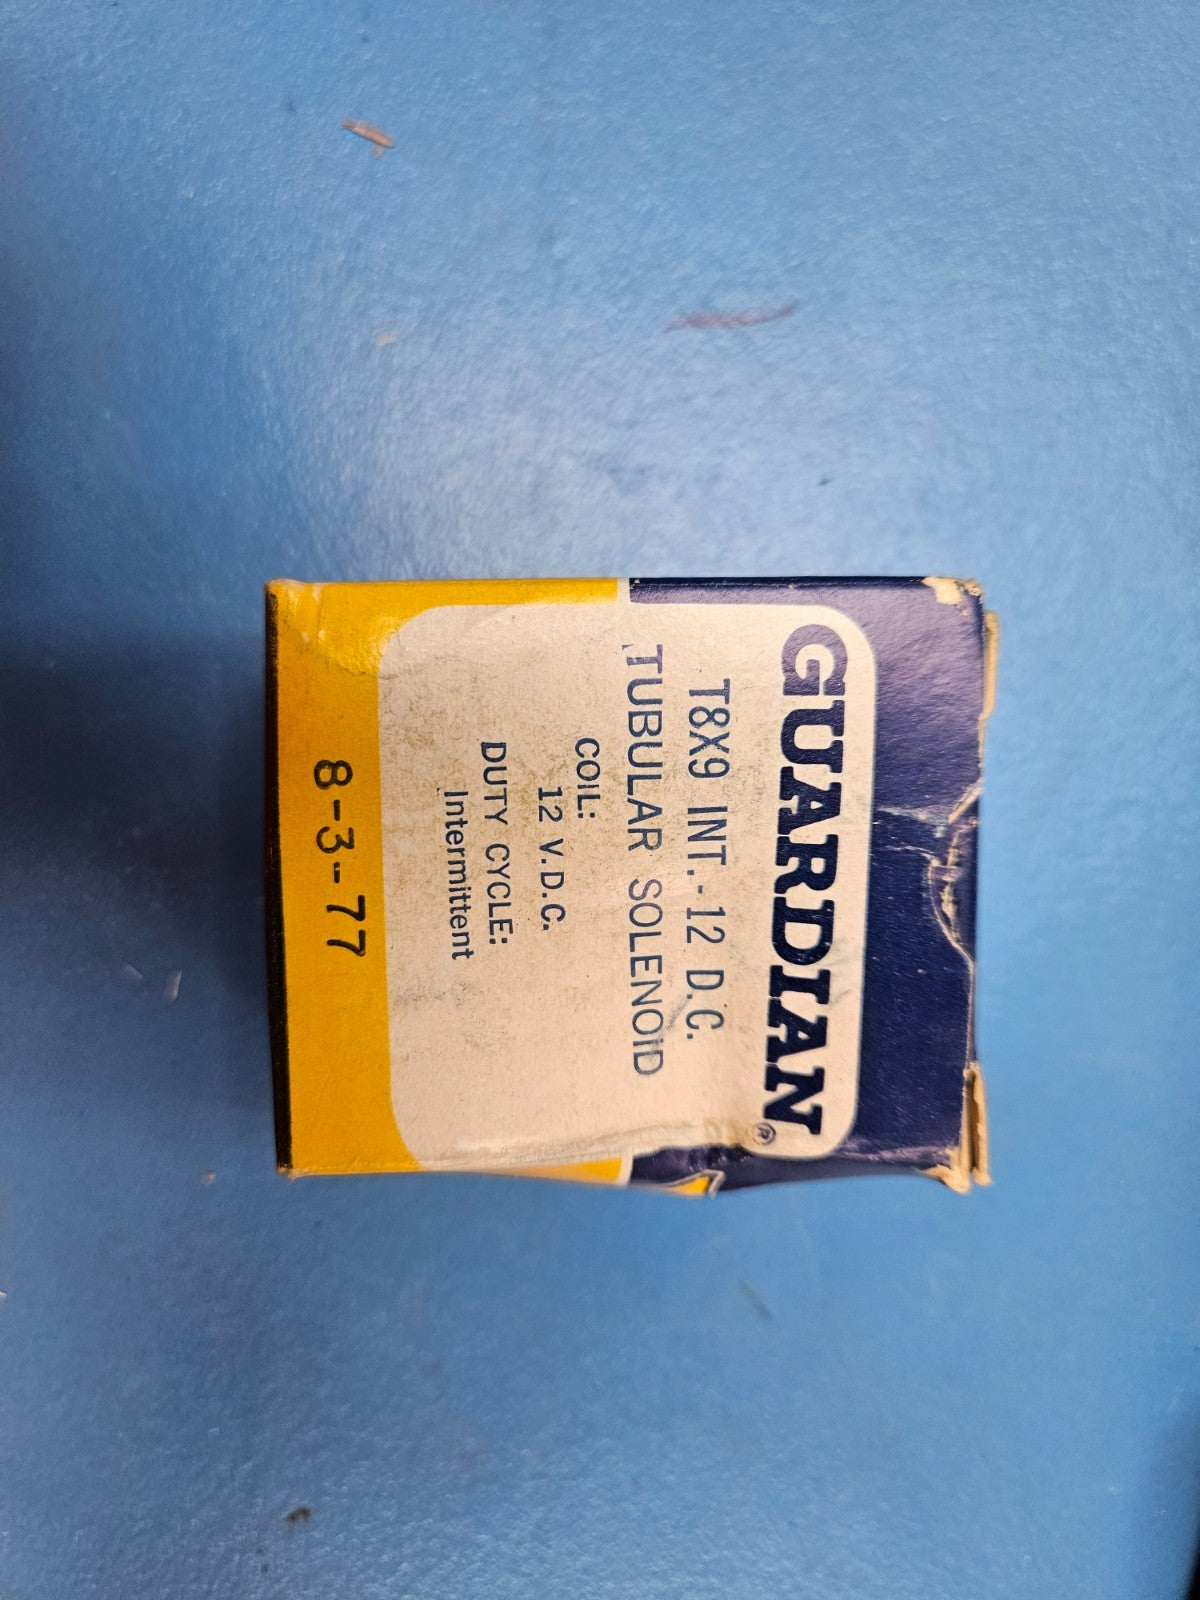 GUARDIAN®
T8X9 INT.-12 D.C.
TUBULAR SOLENOID
COIL:
12 V.D.C.
DUTY CYCLE:
Intermittent
8-3-77